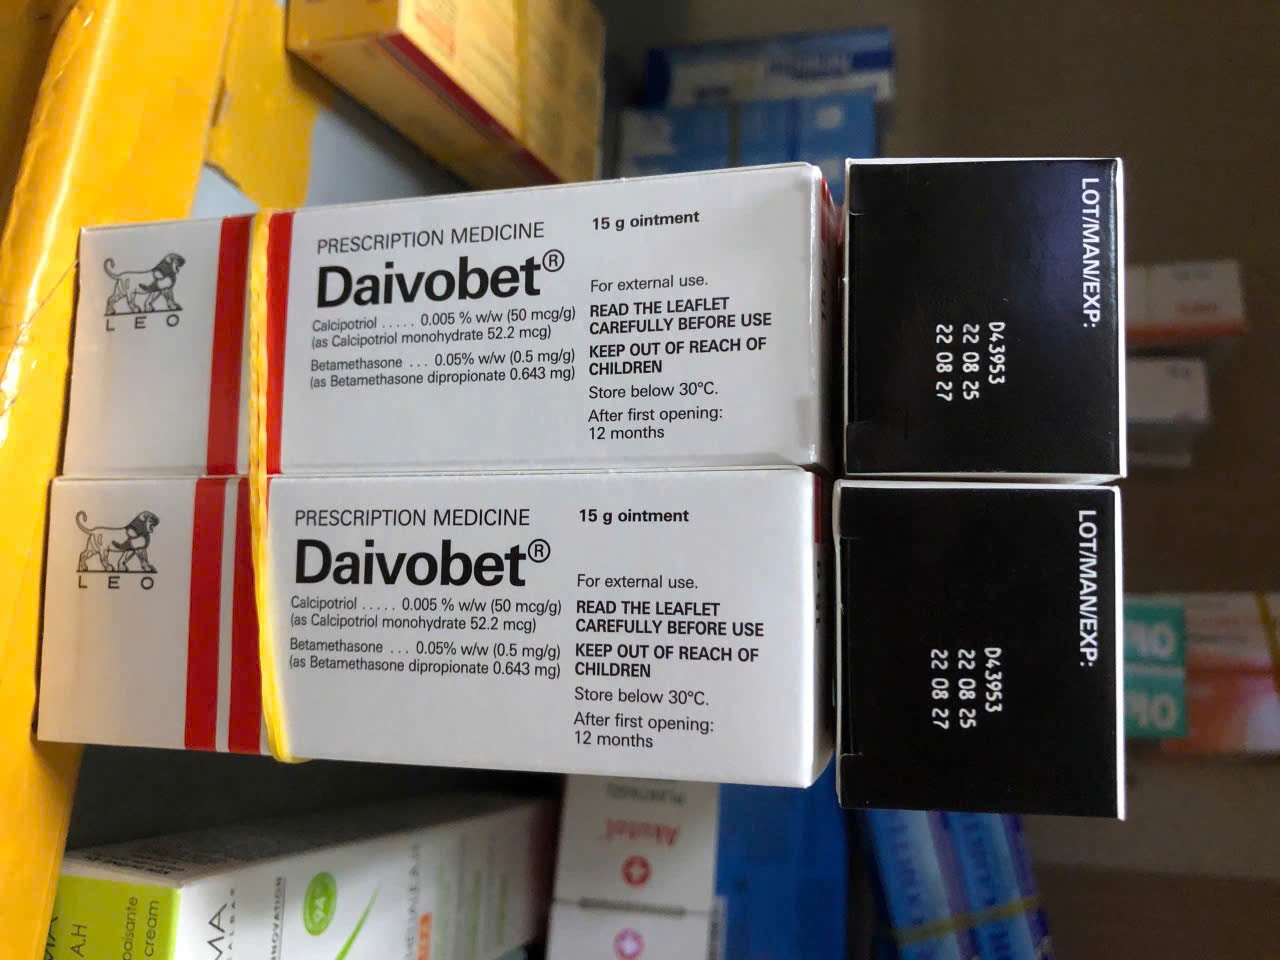 PRESCRIPTION MEDICINE
Daivobet®
Calcipotriol ..... 0.005 % w/w (50 mcg/g)
(as Calcipotriol monohydrate 52.2 mcg)
Betamethasone ... 0.05% w/w (0.5 mg/g)
(as Betamethasone dipropionate 0.643 mg)
15 g ointment
For external use.
READ THE LEAFLET
CAREFULLY BEFORE USE
KEEP OUT OF REACH OF
CHILDREN
Store below 30°C.
After first opening:
12 months
LEO
LOT/MAN/EXP:
D43953
22 08 25
22 08 27
PRESCRIPTION MEDICINE
Daivobet®
Calcipotriol ..... 0.005 % w/w (50 mcg/g)
(as Calcipotriol monohydrate 52.2 mcg)
Betamethasone ... 0.05% w/w (0.5 mg/g)
(as Betamethasone dipropionate 0.643 mg)
15 g ointment
For external use.
READ THE LEAFLET
CAREFULLY BEFORE USE
KEEP OUT OF REACH OF
CHILDREN
Store below 30°C.
After first opening:
12 months
LEO
LOT/MAN/EXP:
D43953
22 08 25
22 08 27
A.H
cream